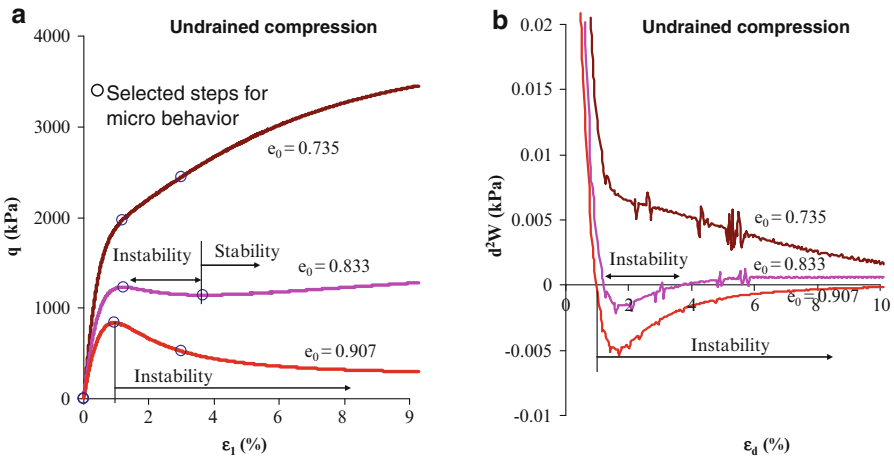 a
Undrained compression
4000
3000
2000
1000
0
q (kPa)
Selected steps for
micro behavior
e₀ = 0.735
Instability
Stability
e₀ = 0.833
e₀ = 0.907
Instability
0 2 4 6 8 9
ε₁ (%)
b
Undrained compression
0.02
0.015
0.01
0.005
0
-0.005
-0.01
d²W (kPa)
e₀ = 0.735
Instability
e₀ = 0.833
0 2 4 6 8 10
e₀ = 0.907
Instability
ε_d (%)